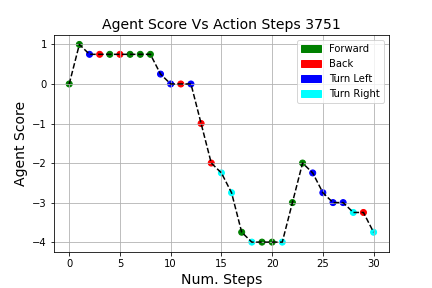 Agent Score Vs Action Steps 3751
Agent Score
1
0
−1
−2
−3
−4
Forward
Back
Turn Left
Turn Right
0 5 10 15 20 25 30
Num. Steps